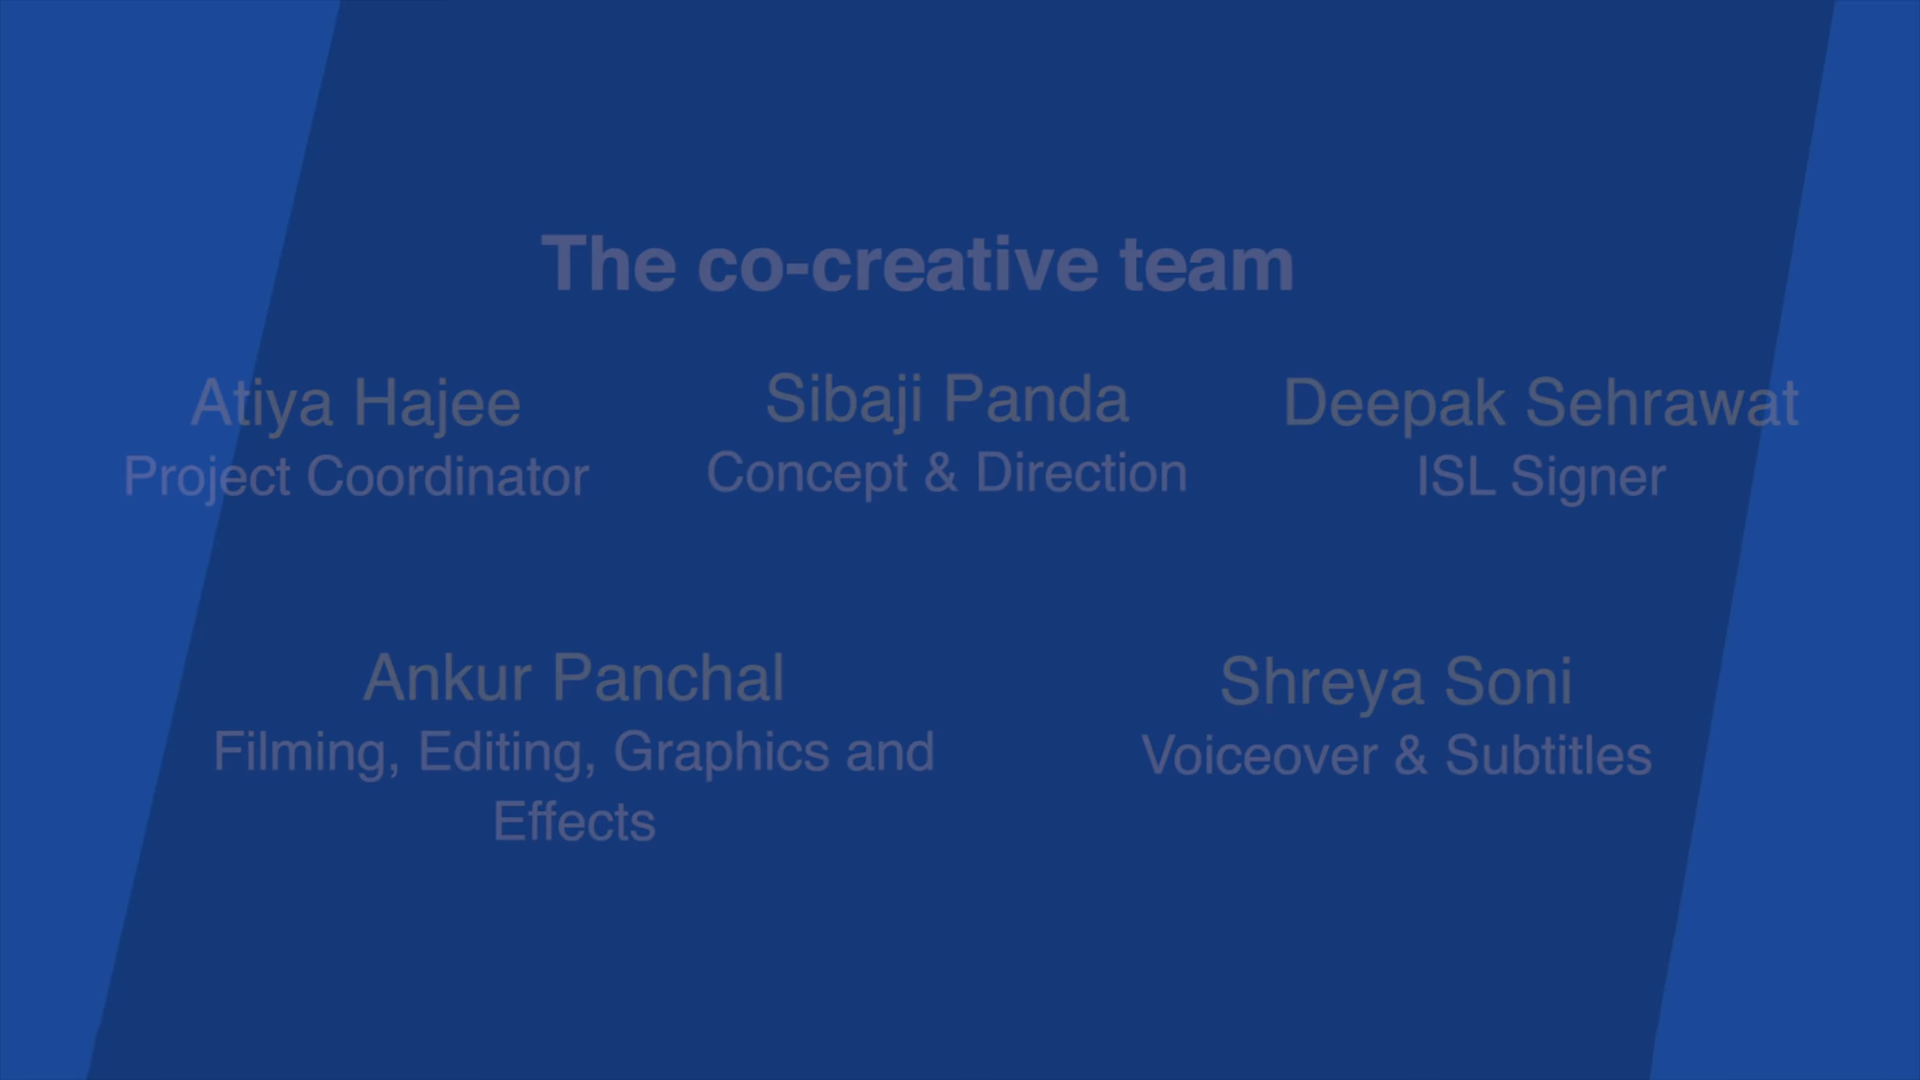 The co-creative team
Atiya Hajee
Project Coordinator
Sibaji Panda
Concept & Direction
Deepak Sehrawat
ISL Signer
Ankur Panchal
Filming, Editing, Graphics and
Effects
Shreya Soni
Voiceover & Subtitles